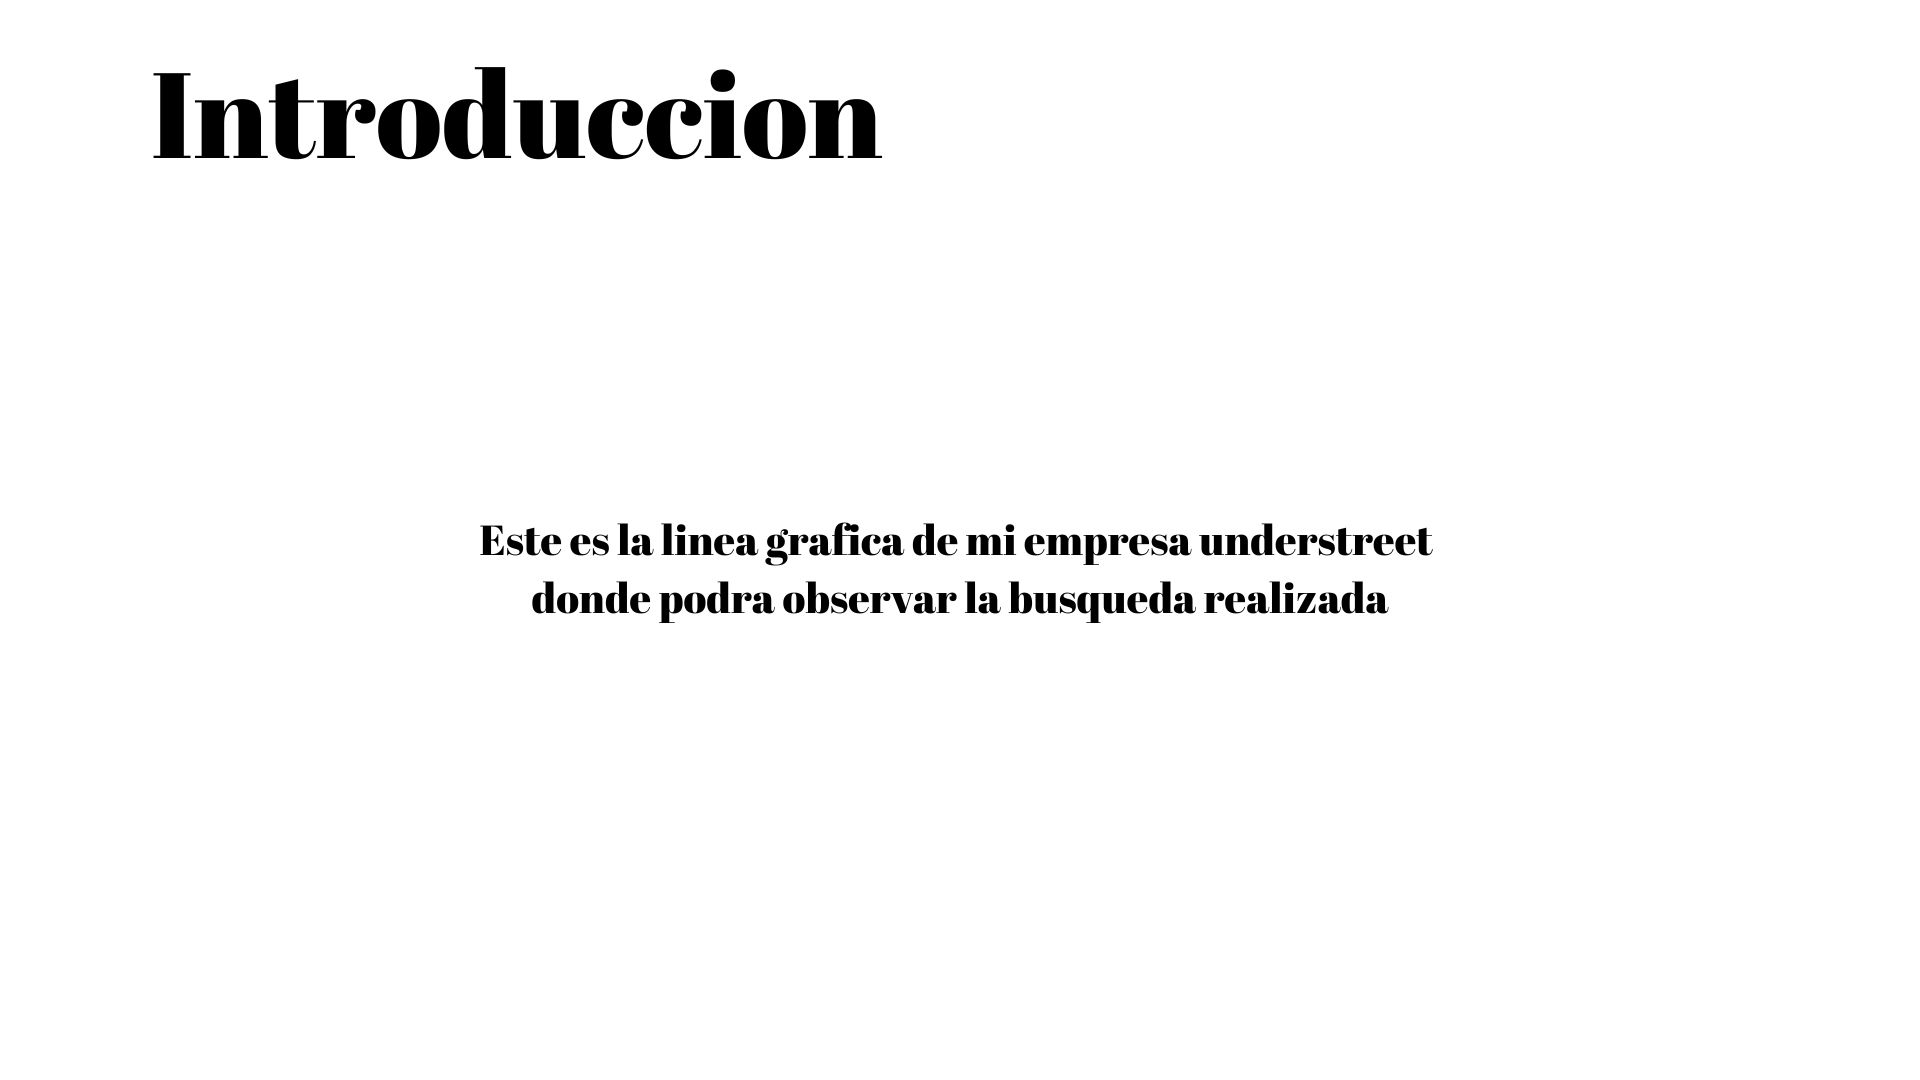 Introduccion
Este es la linea grafica de mi empresa understreet
donde podra observar la busqueda realizada